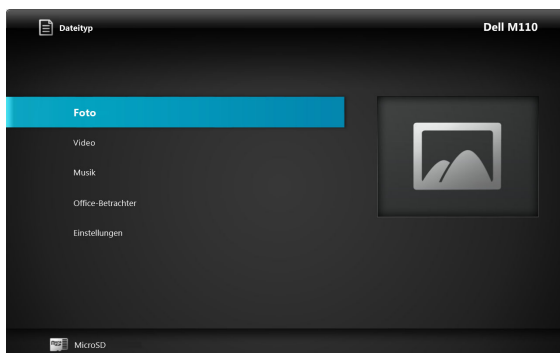 Dateityp
Dell M110
Foto
Video
Musik
Office-Betrachter
Einstellungen
MicroSD